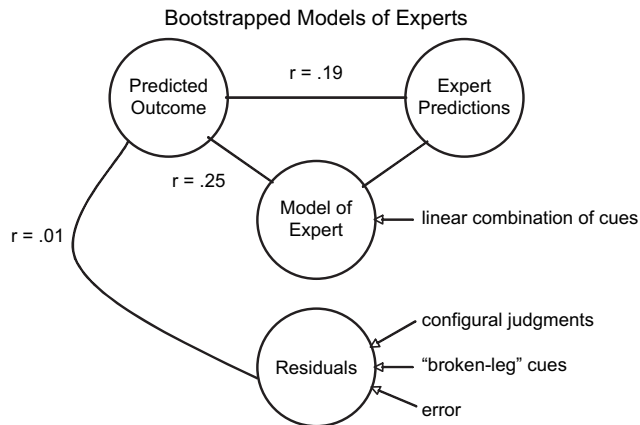 Bootstrapped Models of Experts
r = .19
Predicted
Outcome
Expert
Predictions
r = .25
Model of
Expert
linear combination of cues
r = .01
configural judgments
Residuals
“broken-leg” cues
error